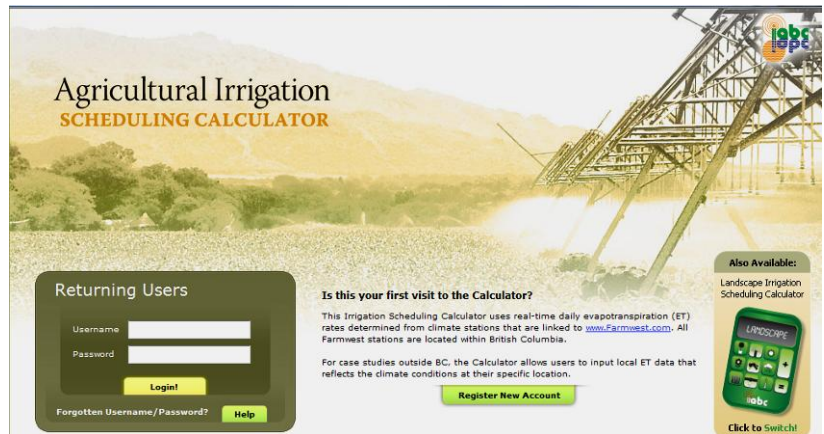 iabc
Agricultural Irrigation
SCHEDULING CALCULATOR
Returning Users
Username
Password
Login!
Forgotten Username/Password?
Help
Is this your first visit to the Calculator?
This Irrigation Scheduling Calculator uses real-time daily evapotranspiration (ET)
rates determined from climate stations that are linked to www.Farmwest.com. All
Farmwest stations are located within British Columbia.
For case studies outside BC, the Calculator allows users to input local ET data that
reflects the climate conditions at their specific location.
Register New Account
Also Available:
Landscape Irrigation
Scheduling Calculator
LANDSCAPE
iabc
Click to Switch!